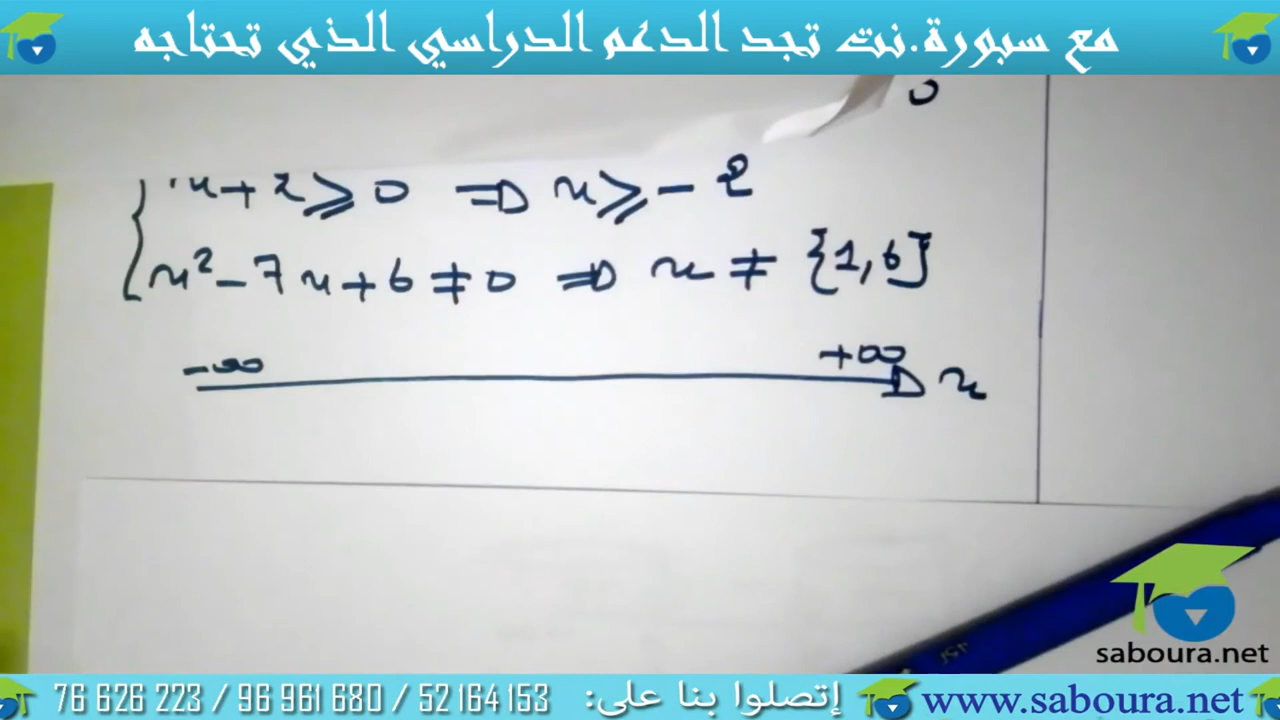 مع سبورة.نت تجد الدعم الدراسي الذي تحتاجه
x+2⩾0 ⇒ x⩾-2
x²-7x+6≠0 ⇒ x≠{1,6}
-∞ +∞
x
saboura.net
76 626 223 / 96 961 680 / 52 164 153 إتصلوا بنا على: www.saboura.net